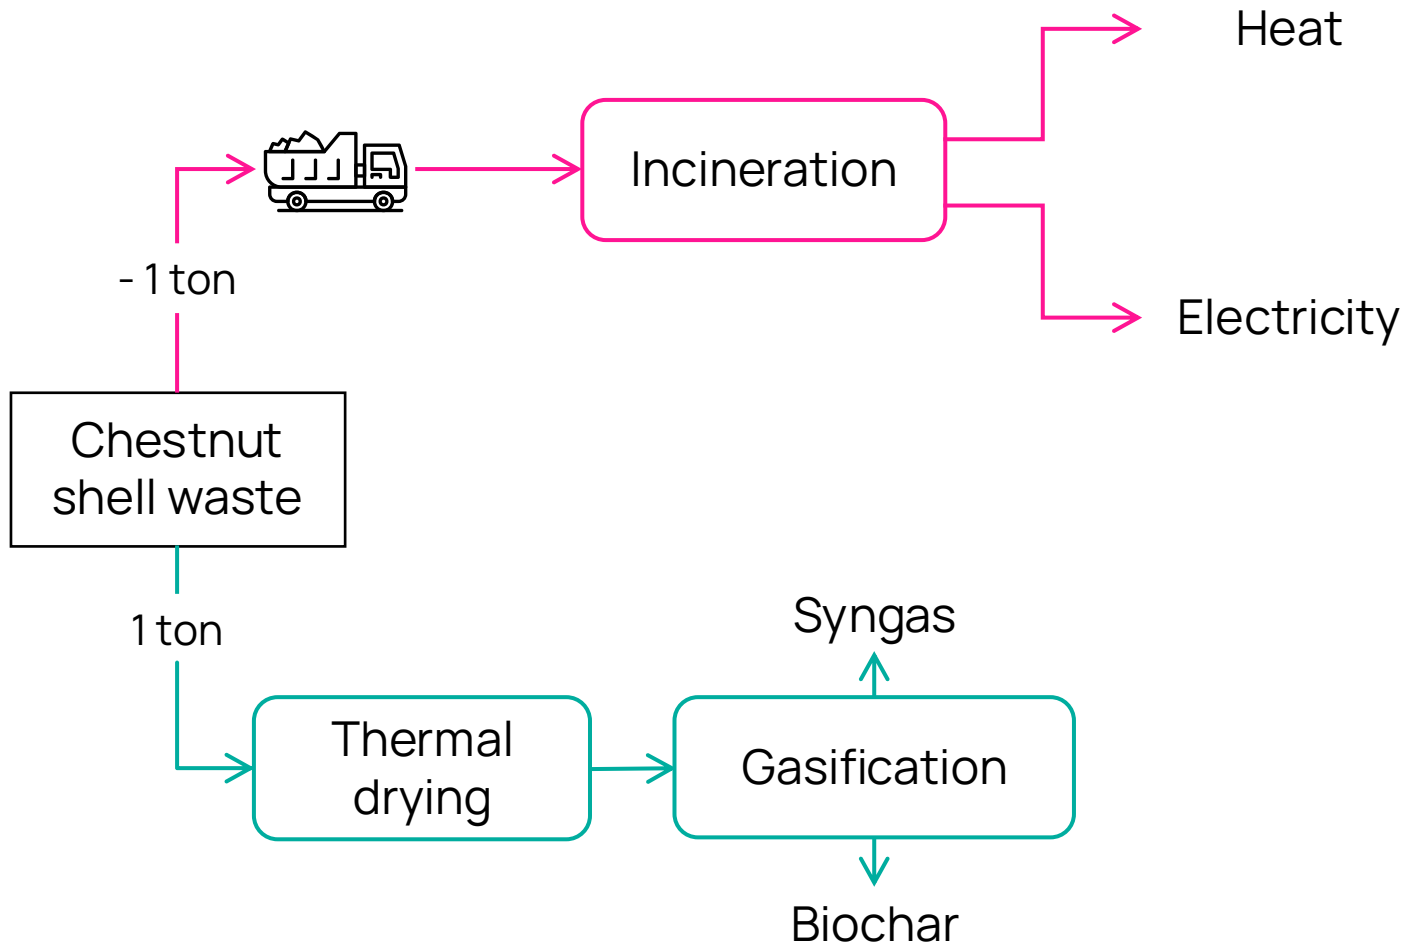 Heat
Incineration
- 1 ton
Electricity
Chestnut
shell waste
1 ton
Syngas
Thermal
drying
Gasification
Biochar